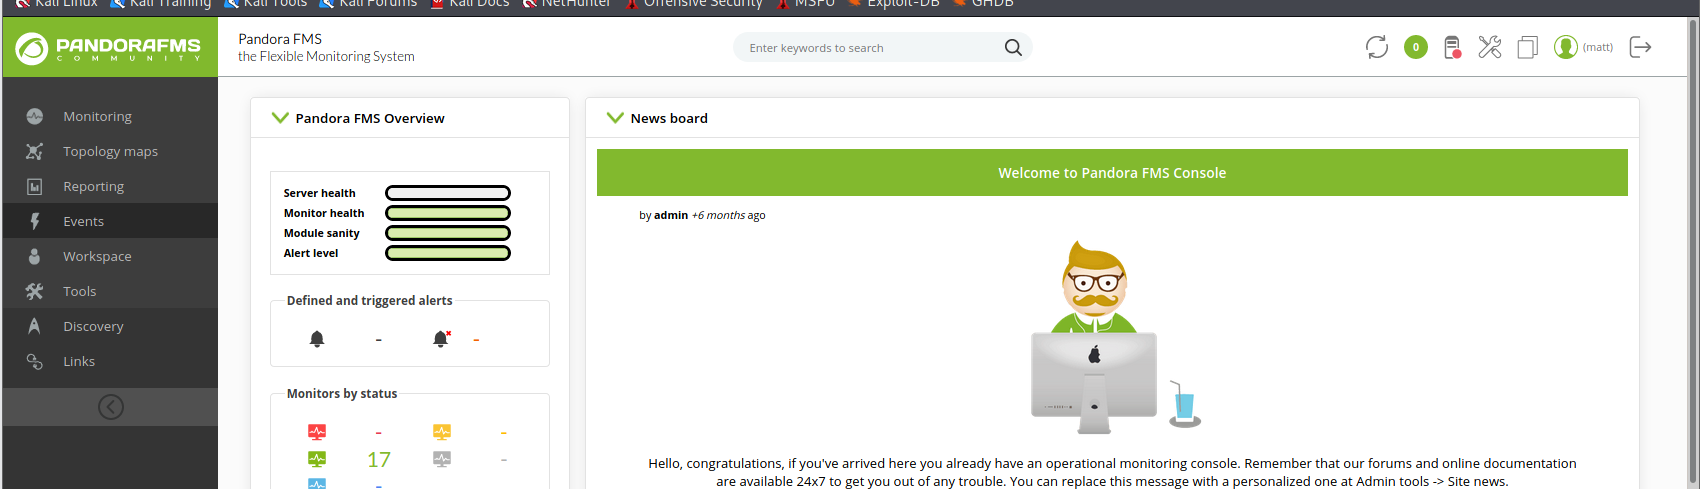 Kali Linux Kali Training Kali Tools Kali Forums Kali Docs NetHunter Offensive Security MSFU Exploit-DB GHDB
PANDORAFMS
COMMUNITY
Pandora FMS
the Flexible Monitoring System
Enter keywords to search
0
(matt)
Monitoring
Topology maps
Reporting
Events
Workspace
Tools
Discovery
Links
Pandora FMS Overview
Server health
Monitor health
Module sanity
Alert level
Defined and triggered alerts
- -
Monitors by status
- -
17 -
-
News board
Welcome to Pandora FMS Console
by admin +6 months ago
Hello, congratulations, if you've arrived here you already have an operational monitoring console. Remember that our forums and online documentation
are available 24x7 to get you out of any trouble. You can replace this message with a personalized one at Admin tools -> Site news.